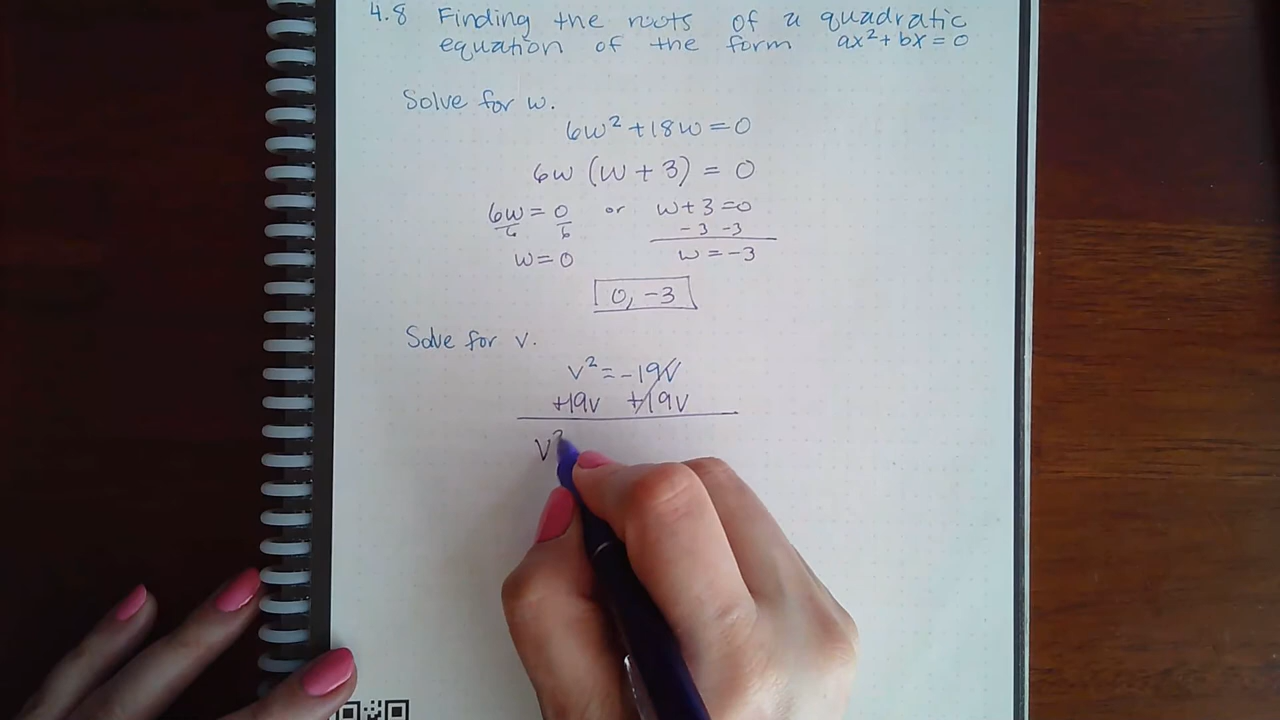 4.8 Finding the roots of a quadratic
equation of the form ax²+bx=0
Solve for w.
6w²+18w=0
6w (w+3) = 0
6w = 0 or w+3=0
6 6 -3 -3
w=0 w=-3
0, -3
Solve for v.
v²=-19v
+19v +19v
v²